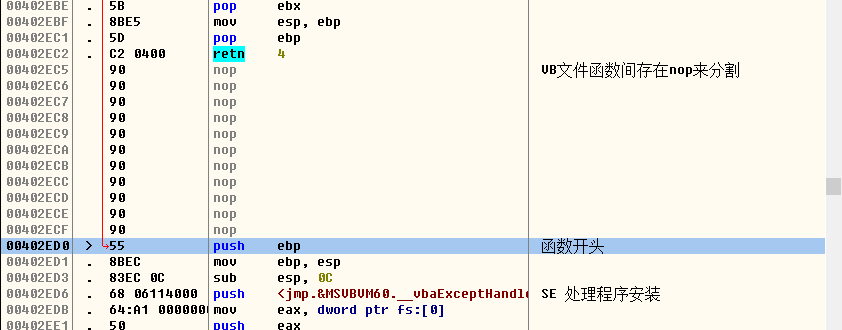 00402EBE . 5B pop ebx
00402EBF . 8BE5 mov esp, ebp
00402EC1 . 5D pop ebp
00402EC2 . C2 0400 retn 4
00402EC5 90 nop VB文件函数间存在nop来分割
00402EC6 90 nop
00402EC7 90 nop
00402EC8 90 nop
00402EC9 90 nop
00402ECA 90 nop
00402ECB 90 nop
00402ECC 90 nop
00402ECD 90 nop
00402ECE 90 nop
00402ECF 90 nop
00402ED0 > 55 push ebp 函数开头
00402ED1 . 8BEC mov ebp, esp
00402ED3 . 83EC 0C sub esp, 0C
00402ED6 . 68 06114000 push <jmp.&MSVBVM60.__vbaExceptHandle SE 处理程序安装
00402EDB . 64:A1 0000000 mov eax, dword ptr fs:[0]
00402EE1 . 50 push eax